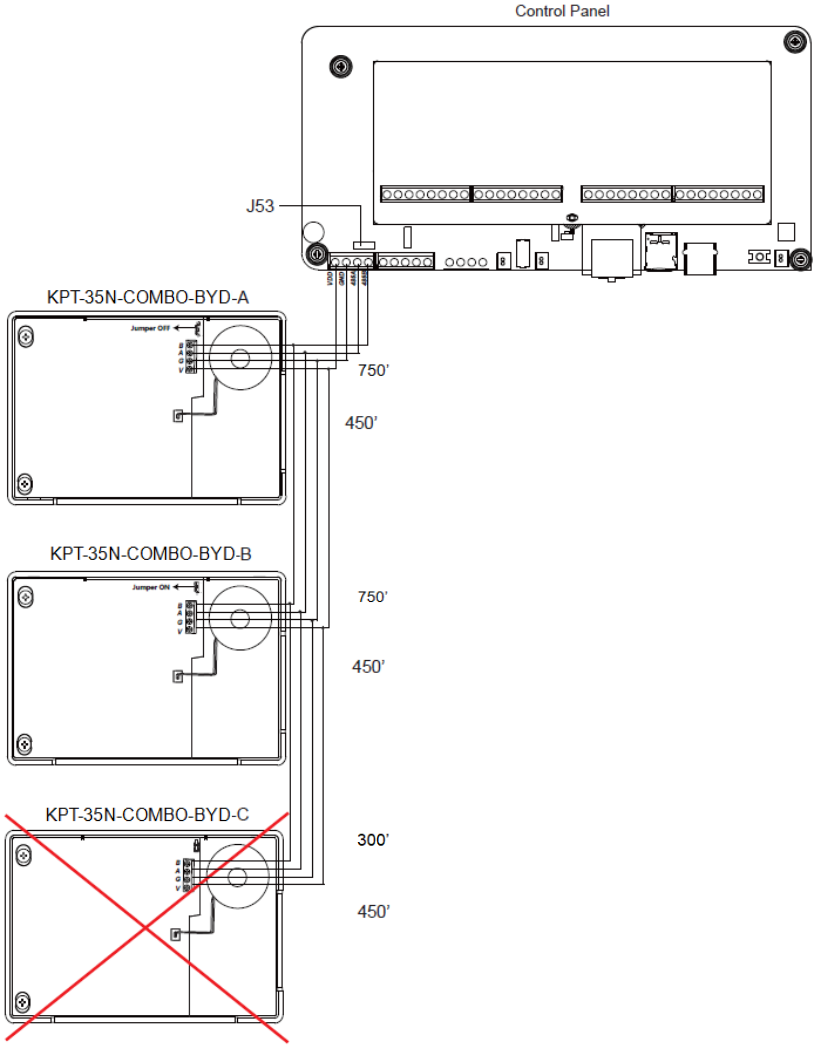 Control Panel
J53
VDD
GND
485A
485B
KPT-35N-COMBO-BYD-A
Jumper OFF
B
A
G
V
750’
450’
KPT-35N-COMBO-BYD-B
Jumper ON
B
A
G
V
750’
450’
KPT-35N-COMBO-BYD-C
B
A
G
V
300’
450’